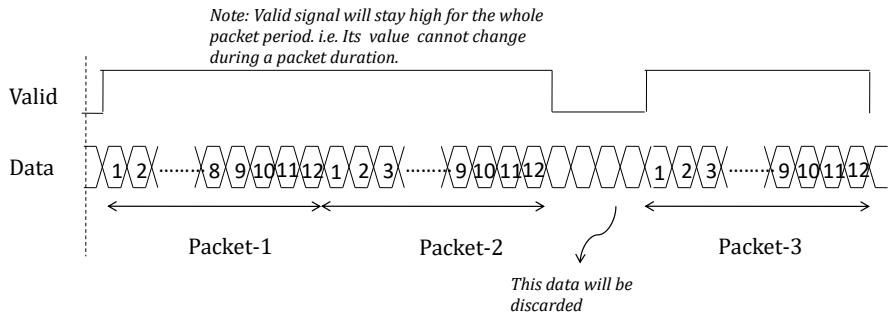 Note: Valid signal will stay high for the whole
packet period. i.e. Its value cannot change
during a packet duration.
Valid
Data
1 2 ......... 8 9 10 11 12 1 2 3 ......... 9 10 11 12 1 2 3 ......... 9 10 11 12
Packet-1 Packet-2 Packet-3
This data will be
discarded